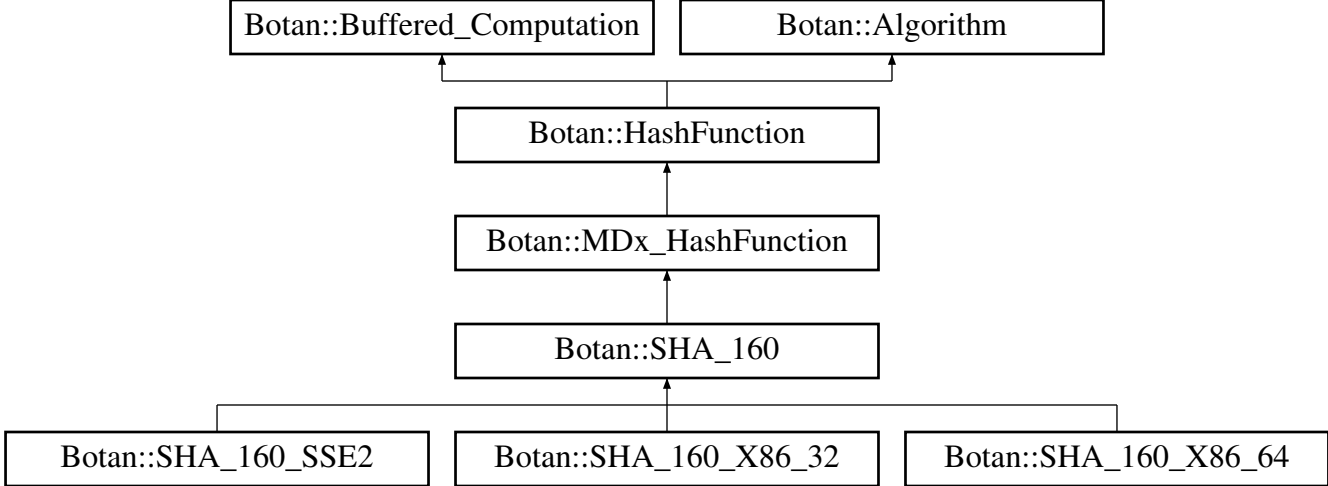 Botan::Buffered_Computation
Botan::Algorithm
Botan::HashFunction
Botan::MDx_HashFunction
Botan::SHA_160
Botan::SHA_160_SSE2
Botan::SHA_160_X86_32
Botan::SHA_160_X86_64